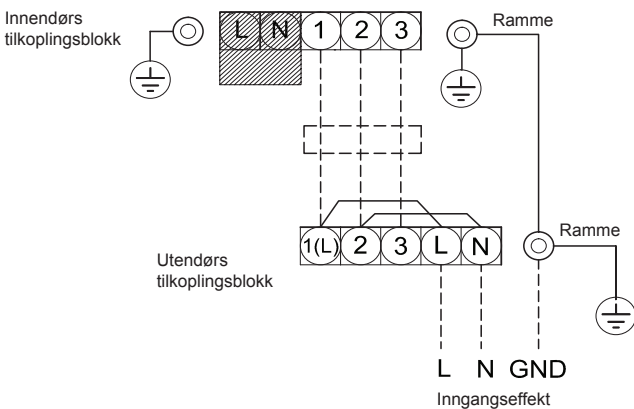 Innendørs
tilkoplingsblokk
L N 1 2 3
Ramme
Ramme
1(L) 2 3 L N
Utendørs
tilkoplingsblokk
L N GND
Inngangseffekt